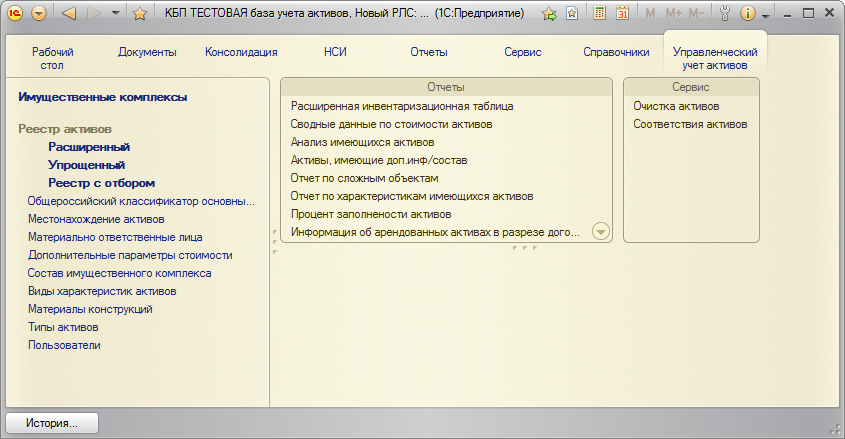 КБП ТЕСТОВАЯ база учета активов, Новый РЛС: ... (1С:Предприятие)
31 M M+ M-
Рабочий стол
Документы
Консолидация
НСИ
Отчеты
Сервис
Справочники
Управленческий учет активов
Имущественные комплексы
Реестр активов
Расширенный
Упрощенный
Реестр с отбором
Общероссийский классификатор основны...
Местонахождение активов
Материально ответственные лица
Дополнительные параметры стоимости
Состав имущественного комплекса
Виды характеристик активов
Материалы конструкций
Типы активов
Пользователи
Отчеты
Расширенная инвентаризационная таблица
Сводные данные по стоимости активов
Анализ имеющихся активов
Активы, имеющие доп.инф/состав
Отчет по сложным объектам
Отчет по характеристикам имеющихся активов
Процент заполнености активов
Информация об арендованных активах в разрезе дого...
Сервис
Очистка активов
Соответствия активов
История...